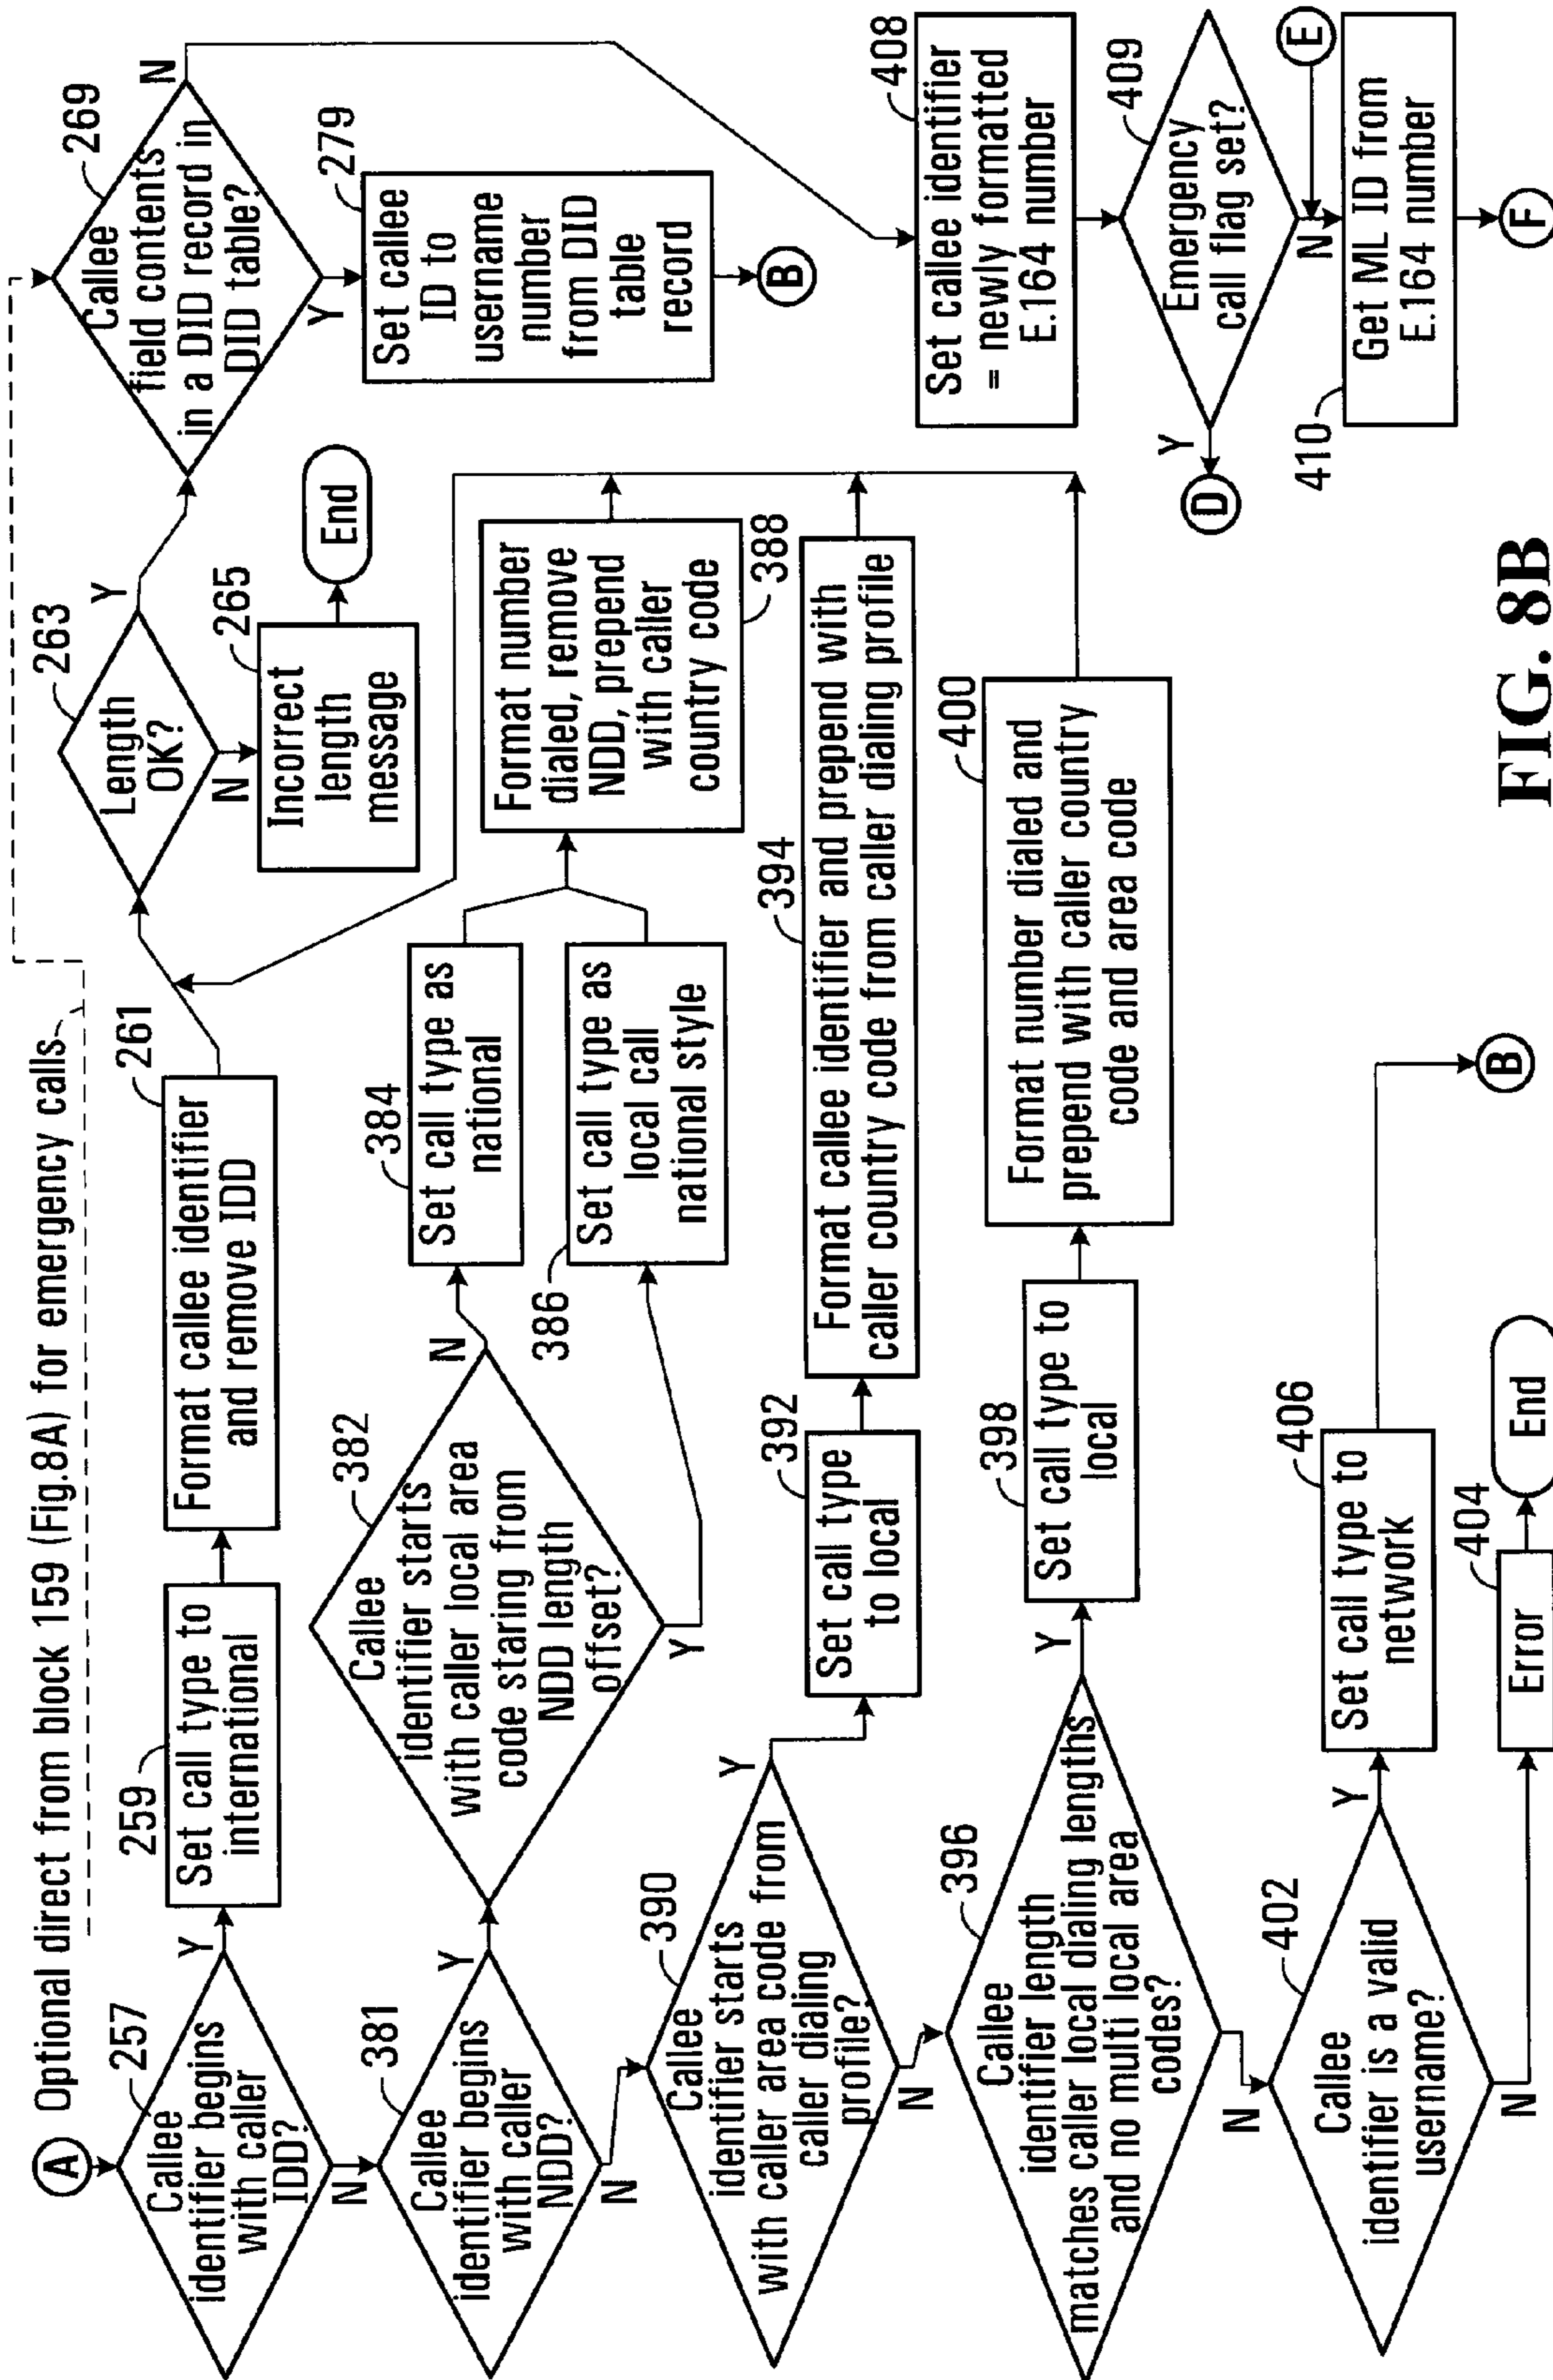 Optional direct from block 159 (Fig.8A) for emergency calls
A
257
Callee
identifier begins
with caller
IDD?
Y
N
259
Set call type to
international
261
Format callee identifier
and remove IDD
263
Length
OK?
Y
N
265
Incorrect
length
message
End
269
Callee
field contents
in a DID record in
DID table?
N
Y
279
Set callee
ID to
username
number
from DID
table
record
B
381
Callee
identifier begins
with caller
NDD?
Y
N
382
Callee
identifier starts
with caller local area
code staring from
NDD length
offset?
N
Y
384
Set call type as
national
386
Set call type as
local call
national style
388
Format number
dialed, remove
NDD, prepend
with caller
country code
390
Callee
identifier starts
with caller area code from
caller dialing
profile?
Y
N
392
Set call type
to local
394
Format callee identifier and prepend with
caller country code from caller dialing profile
396
Callee
identifier length
matches caller local dialing lengths
and no multi local area
codes?
Y
N
398
Set call type to
local
400
Format number dialed and
prepend with caller country
code and area code
402
Callee
identifier is a valid
username?
Y
N
406
Set call type to
network
B
404
Error
End
408
Set callee identifier
= newly formatted
E.164 number
409
Emergency
call flag set?
Y
D
N
E
410
Get ML ID from
E.164 number
F
FIG. 8B